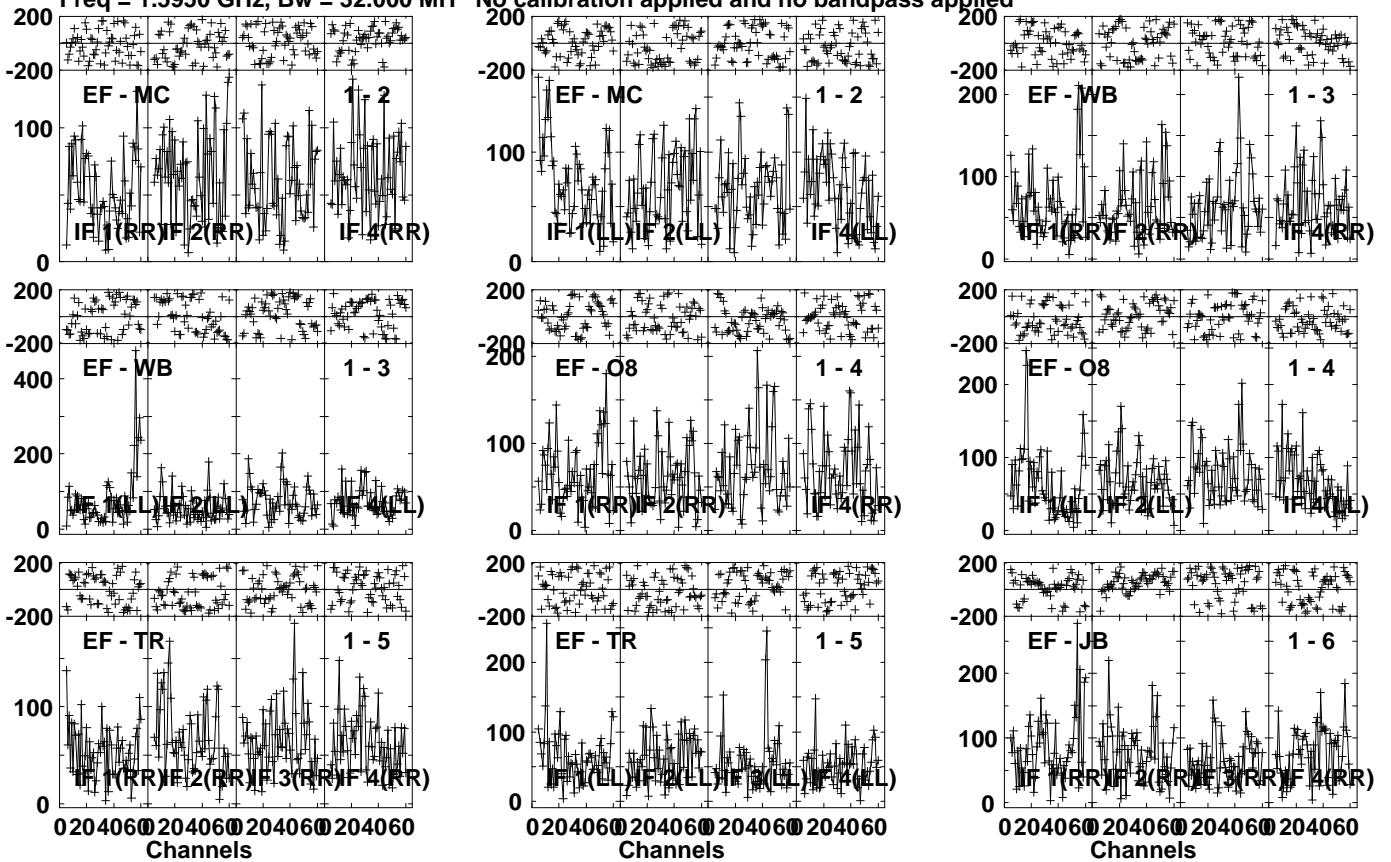 Freq = 1.5950 GHz, Bw = 32.000 MH No calibration applied and no bandpass applied
200
-200
EF - MC 1 - 2
100
IF 1(RR) IF 2(RR) IF 4(RR)
0
EF - MC 1 - 2
100
IF 1(LL) IF 2(LL) IF 4(LL)
0
200
-200
200
EF - WB 1 - 3
100
IF 1(RR) IF 2(RR) IF 4(RR)
0
200
-200
400
EF - WB 1 - 3
200
IF 1(LL) IF 2(LL) IF 4(LL)
0
200
-200
200
EF - O8 1 - 4
100
IF 1(RR) IF 2(RR) IF 4(RR)
0
200
-200
200
EF - O8 1 - 4
100
IF 1(LL) IF 2(LL) IF 4(LL)
0
200
-200
EF - TR 1 - 5
100
IF 1(RR) IF 2(RR) IF 3(RR) IF 4(RR)
0
0 20 40 60 0 20 40 60 0 20 40 60 0 20 40 60
Channels
200
-200
200
EF - TR 1 - 5
100
IF 1(LL) IF 2(LL) IF 3(LL) IF 4(LL)
0
0 20 40 60 0 20 40 60 0 20 40 60 0 20 40 60
Channels
200
-200
200
EF - JB 1 - 6
100
IF 1(RR) IF 2(RR) IF 3(RR) IF 4(RR)
0
0 20 40 60 0 20 40 60 0 20 40 60 0 20 40 60
Channels